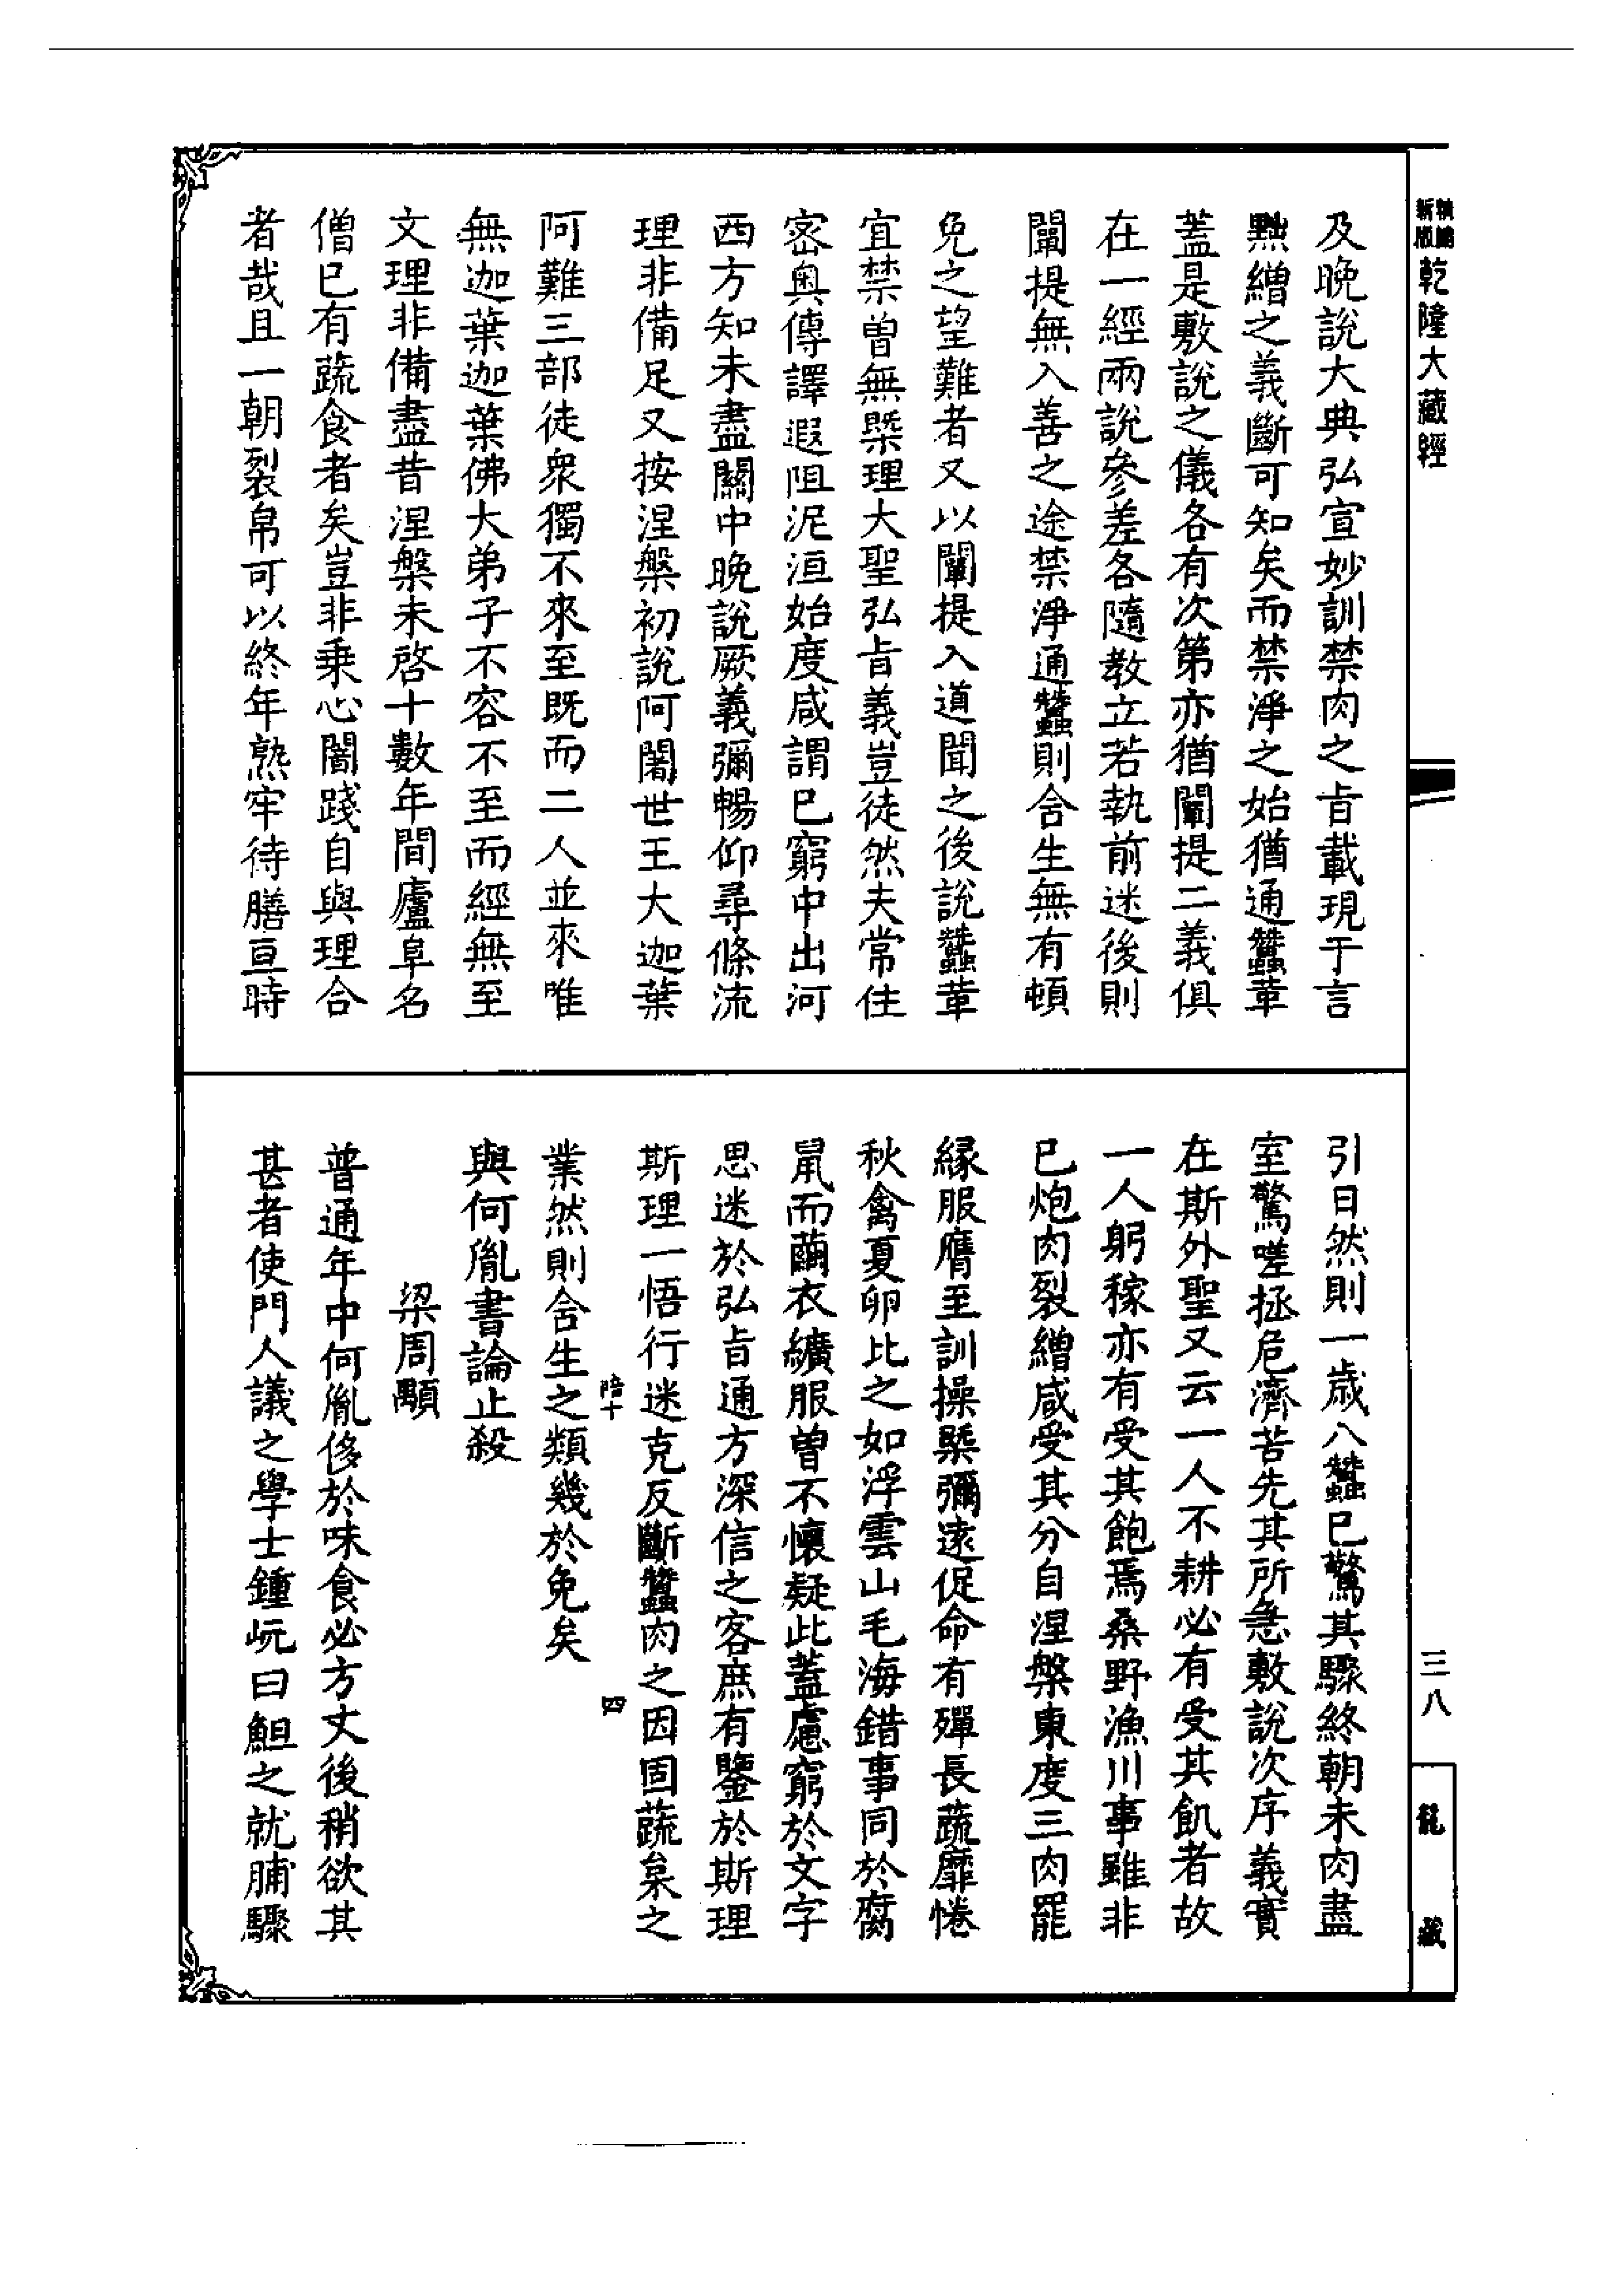 新版
精縮
乾隆大藏經
三八
龍藏
及晚說大典弘宣妙訓禁肉之旨載現于言
黜繒之義斷可知矣而禁淨之始猶通蠶革
蓋是敷說之儀各有次第亦猶闡提二義俱
在一經兩說參差各隨教立若執前迷後則
闡提無入善之途禁淨通蠶則含生無有頓
免之望難者又以闡提入道聞之後說蠶革
宜禁曾無槩理大聖弘旨義豈徒然夫常住
密奧傳譯遐阻泥洹始度咸謂已窮中出河
西方知未盡關中晚說厥義彌暢仰尋條流
理非備足又按涅槃初說阿闍世王大迦葉
阿難三部徒衆獨不來至既而二人並來唯
無迦葉迦葉佛大弟子不容不至而經無至
文理非備盡昔涅槃未啓十數年間廬阜名
僧已有蔬食者矣豈非乗心闇踐自與理合
者哉且一朝裂帛可以終年烝牢待膳亘時
引日然則一歲八蠶已驚其驟終朝未肉盡
室驚嗟拯危濟苦先其所急敷說次序義實
在斯外聖又云一人不耕必有受其飢者故
一人躬稼亦有受其飽焉桑野漁川事雖非
已炮肉裂繒咸受其分自涅槃東度三肉罷
緣服膺至訓操槩彌遠促命有殫長蔬靡惓
秋禽夏卵比之如浮雲山毛海錯事同於腐
鼠而繭衣纊服曾不懷疑此蓋慮窮於文字
思迷於弘旨通方深信之客庶有鑒於斯理
斯理一悟行迷克反斷蠶肉之因固蔬枲之
業然則含生之類幾於免矣
四
與何胤書論止殺
梁周顒
普通年中何胤侈於味食必方丈後稍欲其
甚者使門人議之學士鍾岏曰䱇之就脯驟